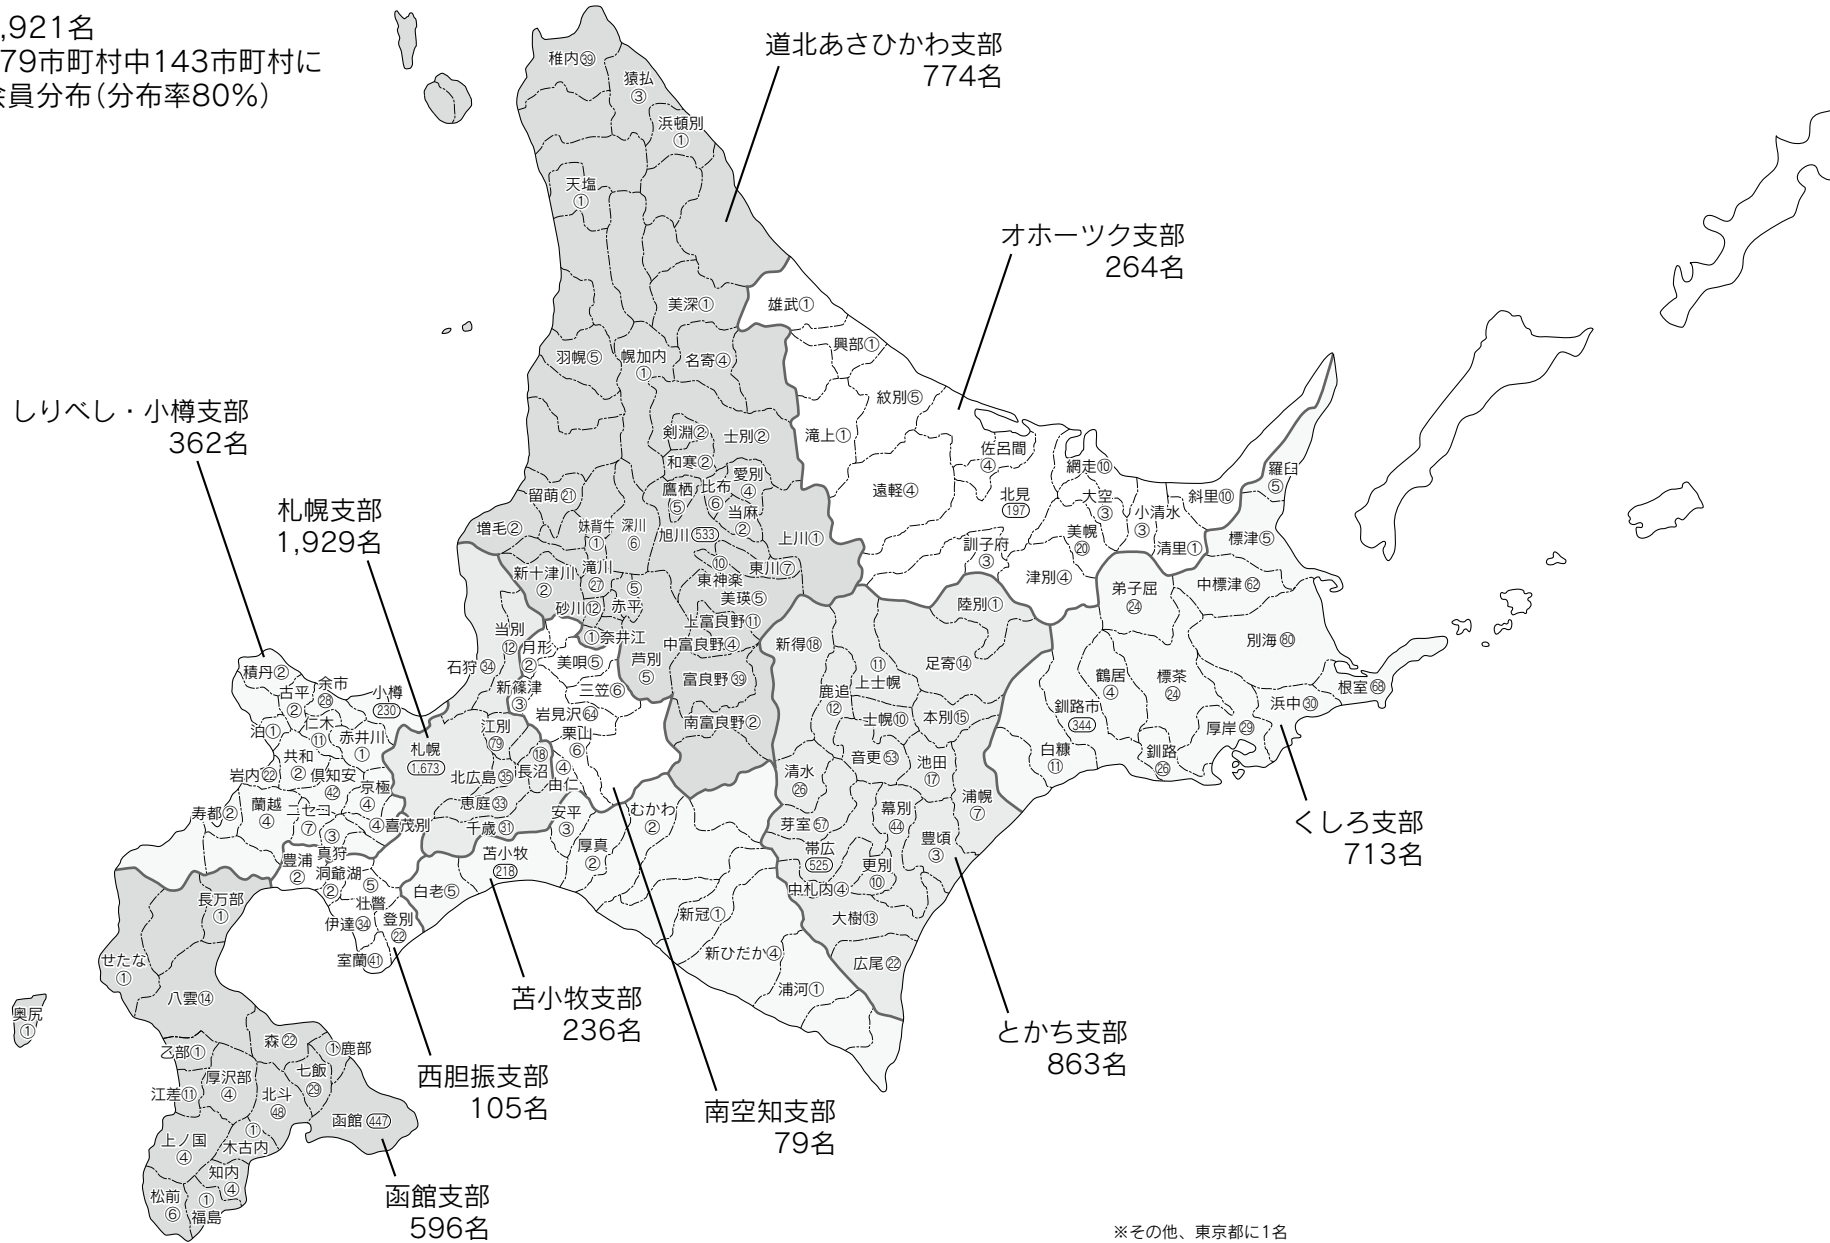 ,921名
79市町村中143市町村に
会員分布(分布率80%)
道北あさひかわ支部
774名
オホーツク支部
264名
しりべし・小樽支部
362名
札幌支部
1,929名
くしろ支部
713名
とかち支部
863名
苫小牧支部
236名
西胆振支部
105名
南空知支部
79名
函館支部
596名
稚内㊴
猿払
③
浜頓別
①
天塩
①
美深①
羽幌⑤
幌加内
①
名寄④
剣淵②
士別②
和寒②
愛別
④
鷹栖
⑤
比布
⑥
当麻
②
留萌㉑
増毛②
妹背牛
①
深川
6
旭川 533
上川①
⑩
東神楽
東川⑦
美瑛⑤
新十津川
②
滝川
㉗
⑤
赤平
砂川⑫
①奈井江
上富良野⑪
中富良野④
芦別
⑤
富良野㊴
南富良野②
雄武①
興部①
紋別⑤
滝上①
佐呂間
④
遠軽④
北見
197
網走⑩
大空
③
小清水
③
斜里⑩
清里①
美幌
⑳
訓子府
③
津別④
羅臼
⑤
標津⑤
中標津㉖
弟子屈
㉔
別海㊿
鶴居
④
標茶
㉔
根室68
浜中㉚
厚岸㉙
釧路市
344
白糠
⑪
釧路
㉖
陸別①
足寄⑭
新得⑱
⑪
上士幌
鹿追
⑫
士幌⑩
本別⑮
音更53
池田
⑰
清水
㉖
浦幌
⑦
幕別
㊹
芽室57
豊頃
③
帯広
525
更別
⑩
中札内④
大樹⑬
広尾㉒
当別
⑫
石狩㉞
月形
②
美唄⑤
新篠津
③
三笠⑥
岩見沢64
栗山
⑥
江別
79
札幌
1,673
⑱
長沼
④
由仁
北広島㉟
恵庭㉝
千歳㉛
積丹②
古平
②
余市
㉘
小樽
230
泊①
仁木
⑪
赤井川
①
共和
②
岩内㉒
倶知安
㊷
京極
④
蘭越
④
ニセコ
⑦
③
真狩
④喜茂別
寿都②
豊浦
②
洞爺湖
②
⑤
壮瞥
伊達㉞
登別
㉒
室蘭㊶
安平
③
むかわ
②
厚真
②
苫小牧
218
白老⑤
新冠①
新ひだか④
浦河①
長万部
①
せたな
①
八雲⑭
奥尻
①
森㉒
①鹿部
乙部①
厚沢部
④
七飯
㉙
江差⑪
北斗
㊽
函館 447
上ノ国
④
①
木古内
知内
④
松前
⑥
①
福島
※その他、東京都に1名